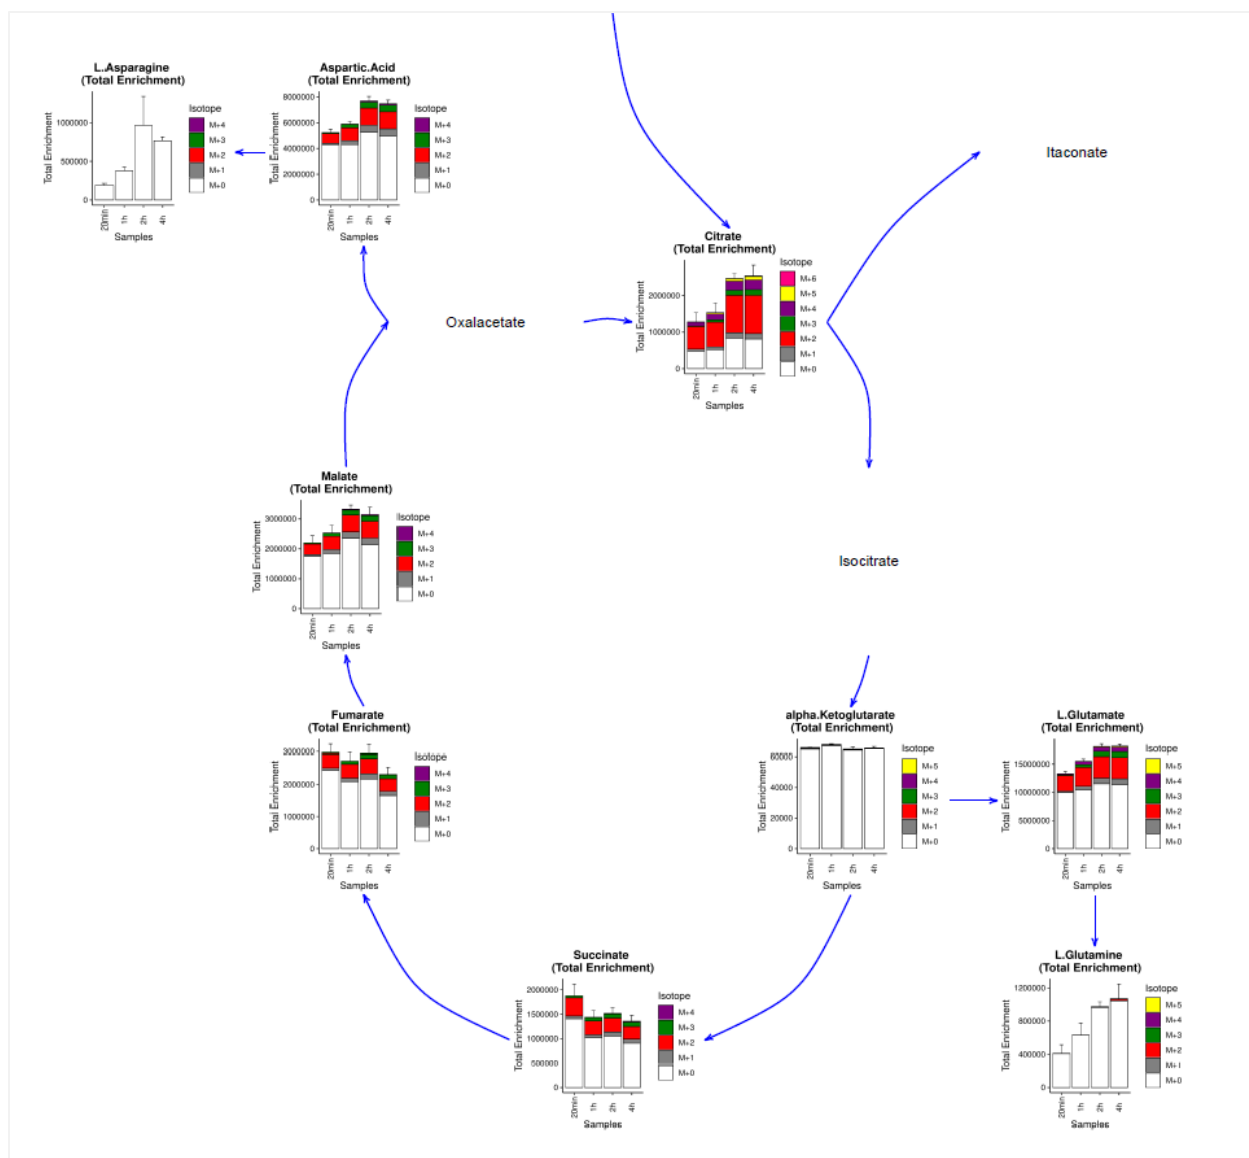 L.Asparagine
(Total Enrichment)
Total Enrichment
1000000
500000
0
20min
1h
2h
4h
Samples
Isotope
M+4
M+3
M+2
M+1
M+0
Aspartic.Acid
(Total Enrichment)
Total Enrichment
8000000
6000000
4000000
2000000
0
20min
1h
2h
4h
Samples
Isotope
M+4
M+3
M+2
M+1
M+0
Itaconate
Citrate
(Total Enrichment)
Total Enrichment
2000000
1000000
0
20min
1h
2h
4h
Samples
Isotope
M+6
M+5
M+4
M+3
M+2
M+1
M+0
Oxalacetate
Malate
(Total Enrichment)
Total Enrichment
3000000
2000000
1000000
0
20min
1h
2h
4h
Samples
Isotope
M+4
M+3
M+2
M+1
M+0
Isocitrate
Fumarate
(Total Enrichment)
Total Enrichment
3000000
2000000
1000000
0
20min
1h
2h
4h
Samples
Isotope
M+4
M+3
M+2
M+1
M+0
alpha.Ketoglutarate
(Total Enrichment)
Total Enrichment
60000
40000
20000
0
20min
1h
2h
4h
Samples
Isotope
M+5
M+4
M+3
M+2
M+1
M+0
L.Glutamate
(Total Enrichment)
Total Enrichment
15000000
10000000
5000000
0
20min
1h
2h
4h
Samples
Isotope
M+5
M+4
M+3
M+2
M+1
M+0
Succinate
(Total Enrichment)
Total Enrichment
2000000
1500000
1000000
500000
0
20min
1h
2h
4h
Samples
Isotope
M+4
M+3
M+2
M+1
M+0
L.Glutamine
(Total Enrichment)
Total Enrichment
1200000
800000
400000
0
20min
1h
2h
4h
Samples
Isotope
M+5
M+4
M+3
M+2
M+1
M+0